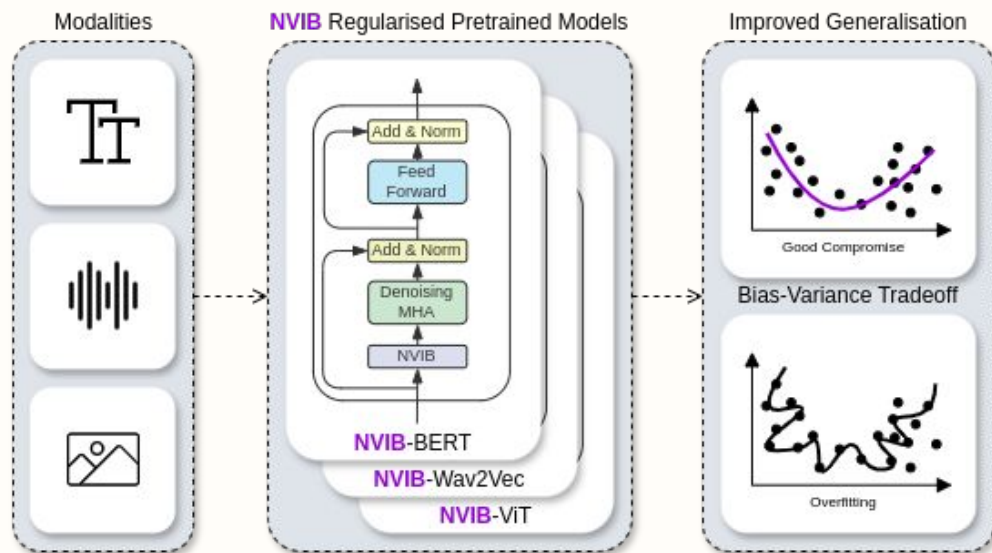 Modalities
TT
NVIB Regularised Pretrained Models
Add & Norm
Feed
Forward
Add & Norm
Denoising
MHA
NVIB
NVIB-BERT
NVIB-Wav2Vec
NVIB-ViT
Improved Generalisation
Good Compromise
Bias-Variance Tradeoff
Overfitting